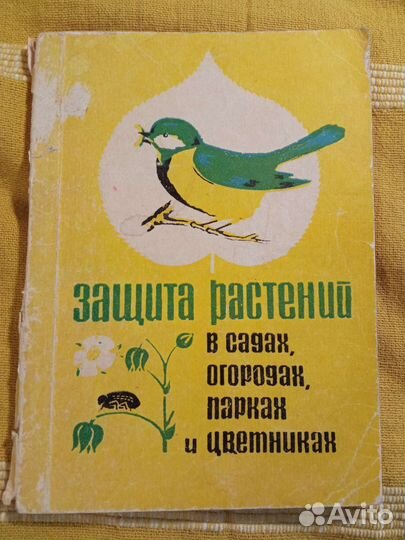 защита растений
в садах,
огородах,
парках
и цветниках
Avito